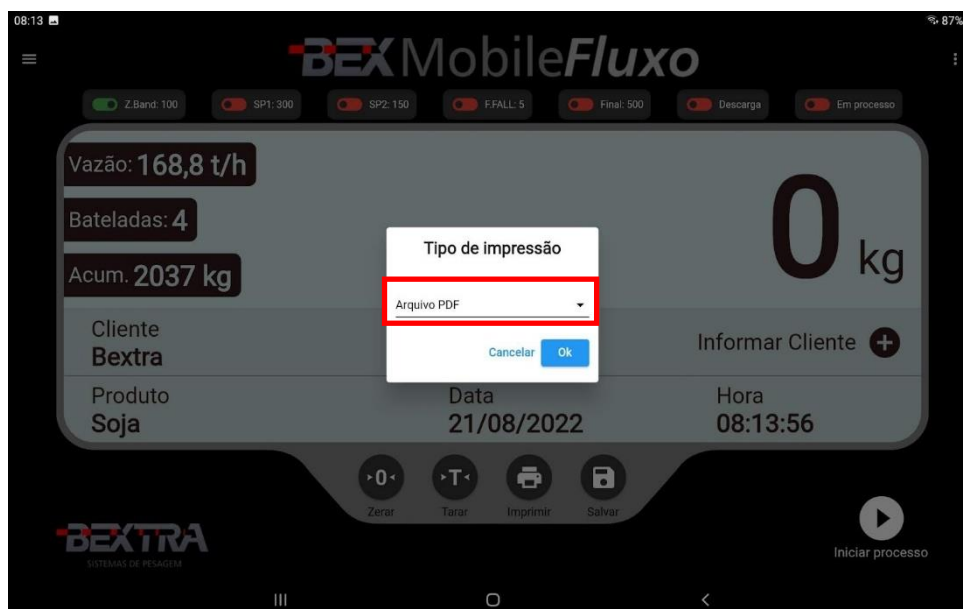 08:13
87%
BEX MobileFluxo
Z.Band: 100
SP1: 300
SP2: 150
F.FALL: 5
Final: 500
Descarga
Em processo
Vazão: 168,8 t/h
Bateladas: 4
Acum. 2037 kg
0 kg
Tipo de impressão
Arquivo PDF
Cancelar
Ok
Cliente
Bextra
Informar Cliente
Produto
Soja
Data
21/08/2022
Hora
08:13:56
0
Zerar
T
Tarar
Imprimir
Salvar
BEXTRA
SISTEMAS DE PESAGEM
Iniciar processo